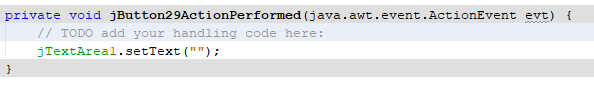 private void jButton29ActionPerformed(java.awt.event.ActionEvent evt) {
// TODO add your handling code here:
jTextArea1.setText("");
}